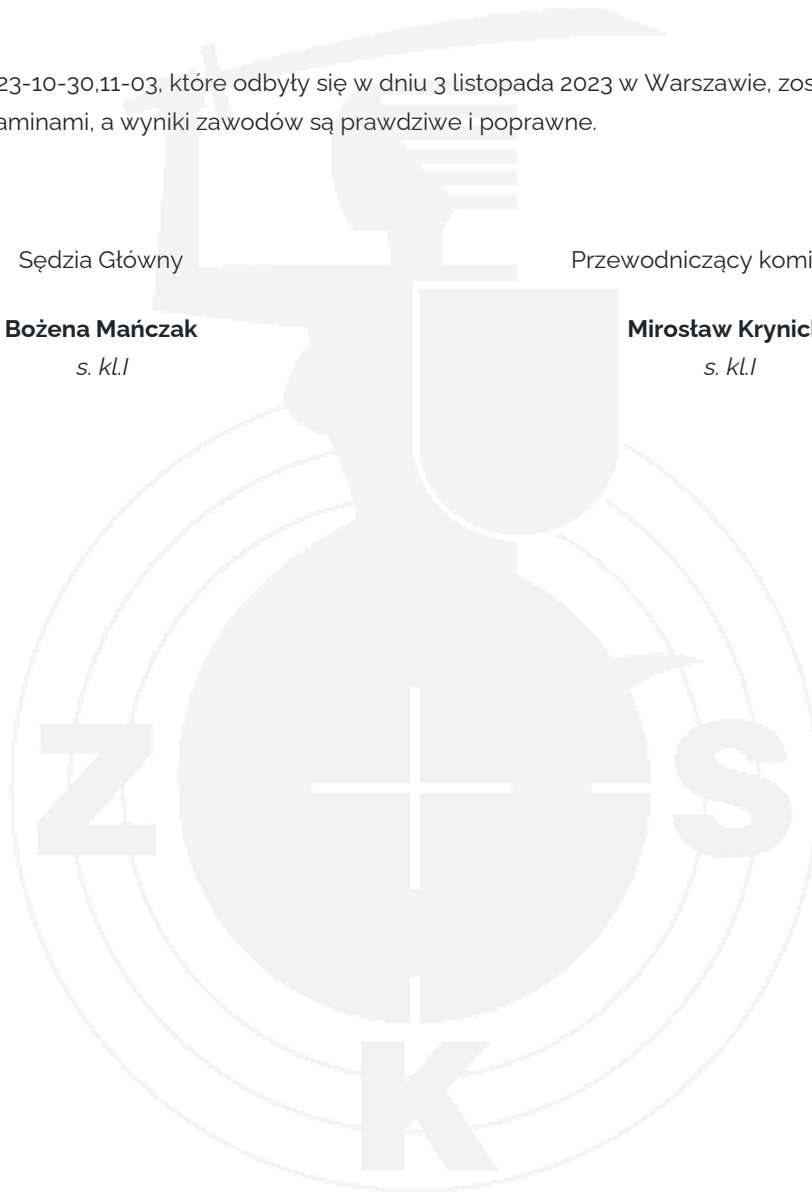 23-10-30,11-03, które odbyły się w dniu 3 listopada 2023 w Warszawie, zos
aminami, a wyniki zawodów są prawdziwe i poprawne.
Sędzia Główny Przewodniczący komi
Bożena Mańczak Mirosław Krynick
s. kl.I s. kl.I
Z S
K